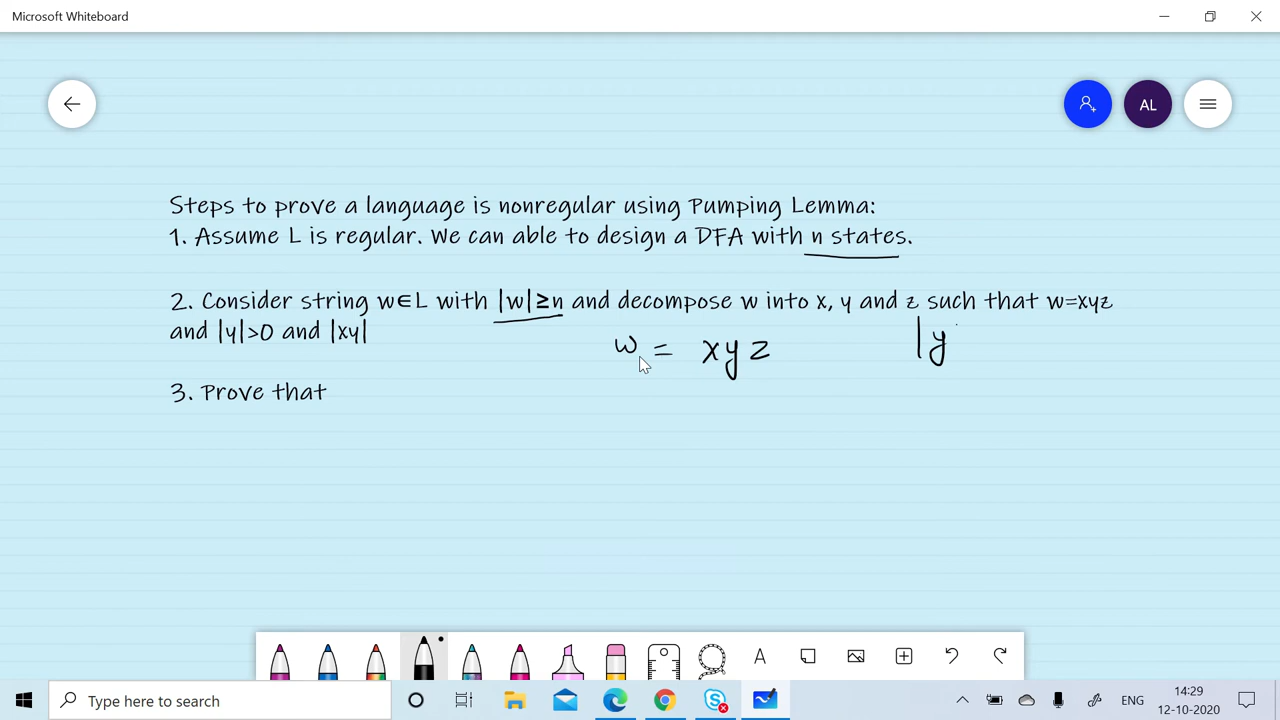 Microsoft Whiteboard
AL
Steps to prove a language is nonregular using Pumping Lemma:
1. Assume L is regular. We can able to design a DFA with n states.
2. Consider string w∈L with |w|≥n and decompose w into x, y and z such that w=xyz
and |y|>0 and |xy|
w = xyz |y
3. Prove that
A
Type here to search
ENG
14:29
12-10-2020